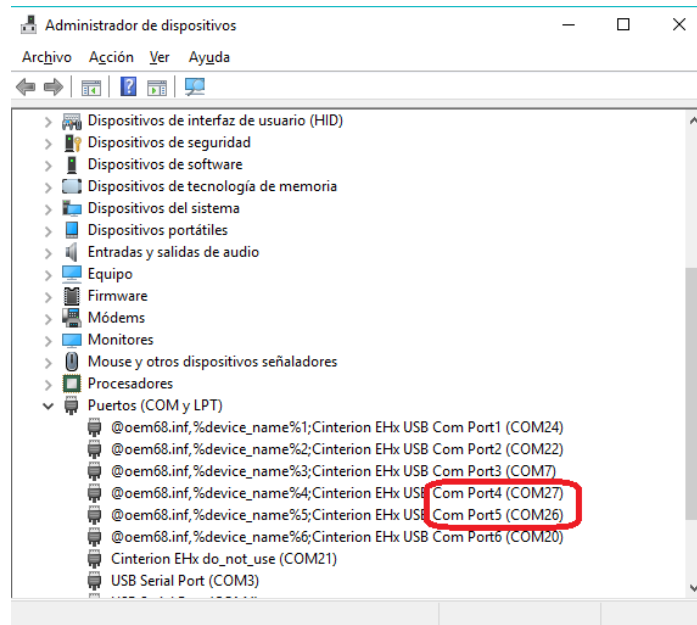 Administrador de dispositivos
Archivo Acción Ver Ayuda
Dispositivos de interfaz de usuario (HID)
Dispositivos de seguridad
Dispositivos de software
Dispositivos de tecnología de memoria
Dispositivos del sistema
Dispositivos portátiles
Entradas y salidas de audio
Equipo
Firmware
Módems
Monitores
Mouse y otros dispositivos señaladores
Procesadores
Puertos (COM y LPT)
@oem68.inf,%device_name%1;Cinterion EHx USB Com Port1 (COM24)
@oem68.inf,%device_name%2;Cinterion EHx USB Com Port2 (COM22)
@oem68.inf,%device_name%3;Cinterion EHx USB Com Port3 (COM7)
@oem68.inf,%device_name%4;Cinterion EHx USB Com Port4 (COM27)
@oem68.inf,%device_name%5;Cinterion EHx USB Com Port5 (COM26)
@oem68.inf,%device_name%6;Cinterion EHx USB Com Port6 (COM20)
Cinterion EHx do_not_use (COM21)
USB Serial Port (COM3)